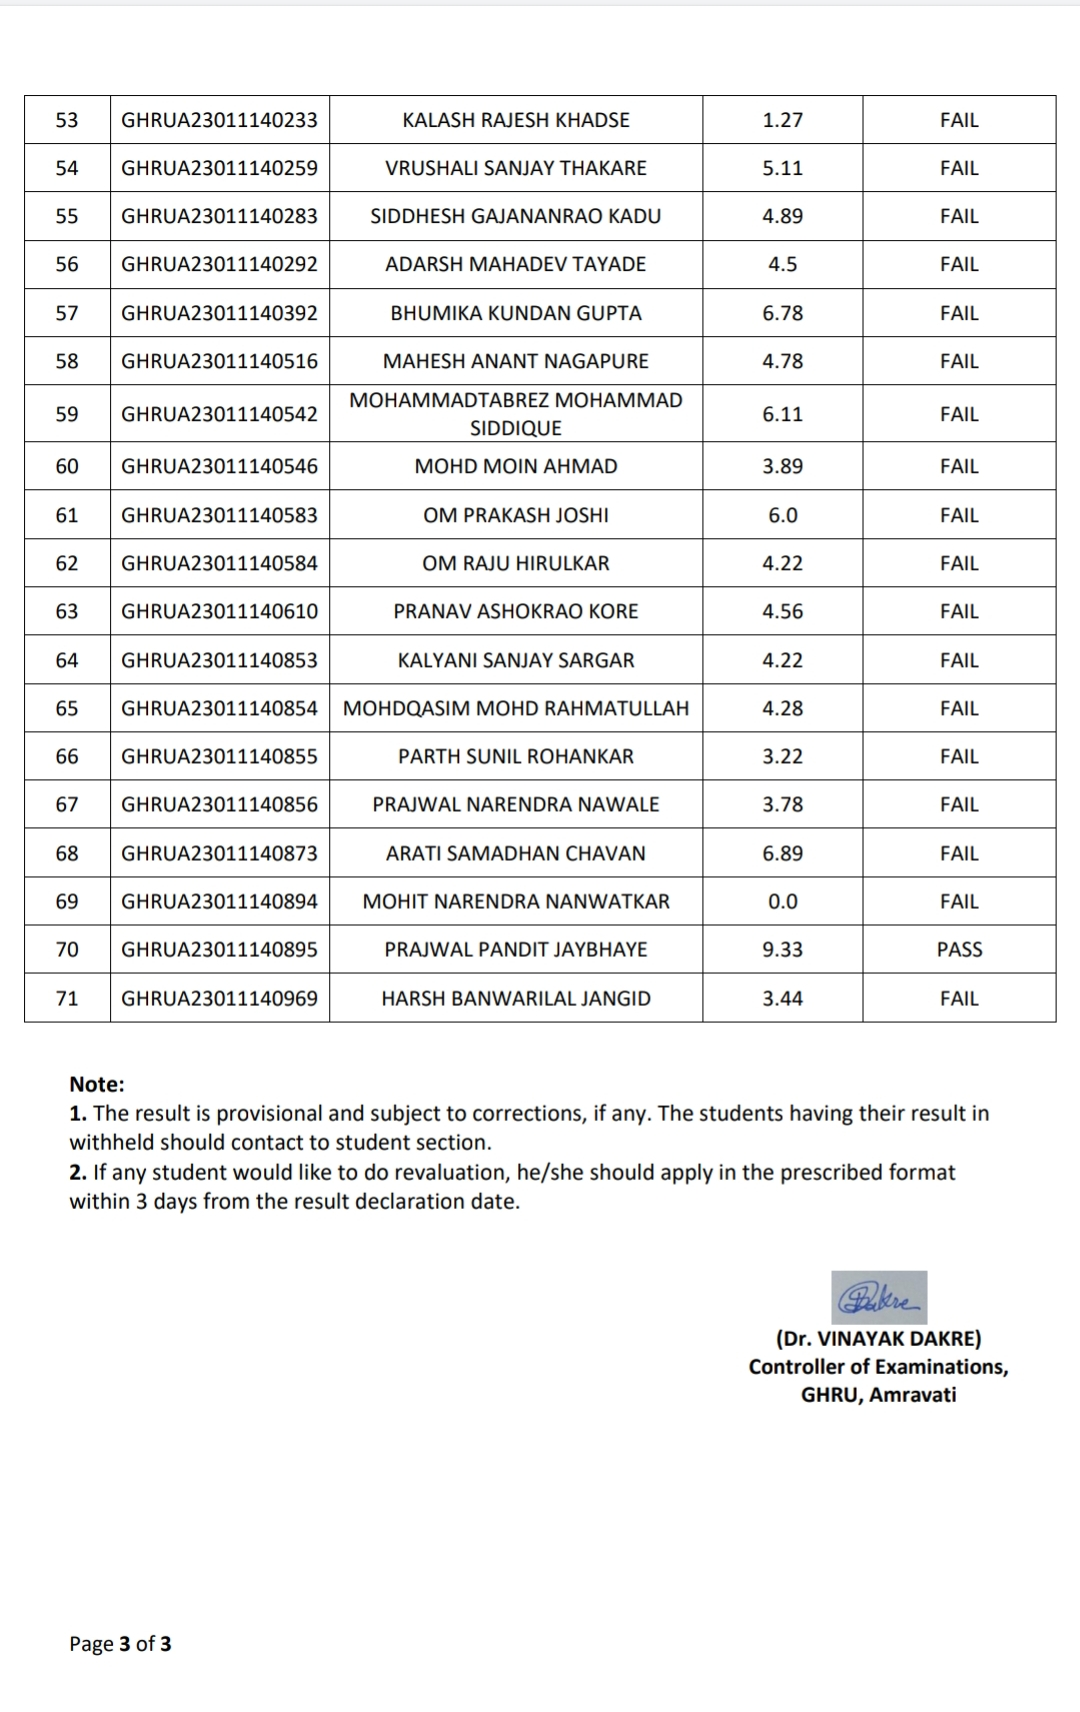 53 GHRUA23011140233 KALASH RAJESH KHADSE 1.27 FAIL
54 GHRUA23011140259 VRUSHALI SANJAY THAKARE 5.11 FAIL
55 GHRUA23011140283 SIDDHESH GAJANANRAO KADU 4.89 FAIL
56 GHRUA23011140292 ADARSH MAHADEV TAYADE 4.5 FAIL
57 GHRUA23011140392 BHUMIKA KUNDAN GUPTA 6.78 FAIL
58 GHRUA23011140516 MAHESH ANANT NAGAPURE 4.78 FAIL
59 GHRUA23011140542 MOHAMMADTABREZ MOHAMMAD
SIDDIQUE 6.11 FAIL
60 GHRUA23011140546 MOHD MOIN AHMAD 3.89 FAIL
61 GHRUA23011140583 OM PRAKASH JOSHI 6.0 FAIL
62 GHRUA23011140584 OM RAJU HIRULKAR 4.22 FAIL
63 GHRUA23011140610 PRANAV ASHOKRAO KORE 4.56 FAIL
64 GHRUA23011140853 KALYANI SANJAY SARGAR 4.22 FAIL
65 GHRUA23011140854 MOHDQASIM MOHD RAHMATULLAH 4.28 FAIL
66 GHRUA23011140855 PARTH SUNIL ROHANKAR 3.22 FAIL
67 GHRUA23011140856 PRAJWAL NARENDRA NAWALE 3.78 FAIL
68 GHRUA23011140873 ARATI SAMADHAN CHAVAN 6.89 FAIL
69 GHRUA23011140894 MOHIT NARENDRA NANWATKAR 0.0 FAIL
70 GHRUA23011140895 PRAJWAL PANDIT JAYBHAYE 9.33 PASS
71 GHRUA23011140969 HARSH BANWARILAL JANGID 3.44 FAIL
Note:
1. The result is provisional and subject to corrections, if any. The students having their result in
withheld should contact to student section.
2. If any student would like to do revaluation, he/she should apply in the prescribed format
within 3 days from the result declaration date.
Dakre
(Dr. VINAYAK DAKRE)
Controller of Examinations,
GHRU, Amravati
Page 3 of 3